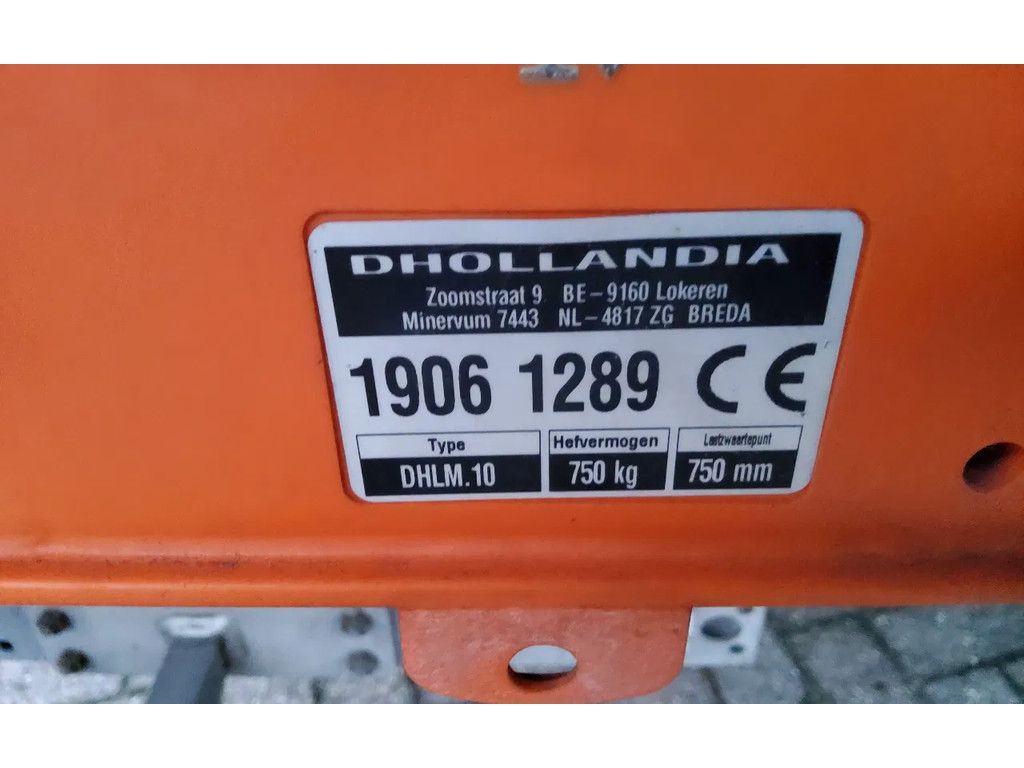 DHOLLANDIA
Zoomstraat 9 BE-9160 Lokeren
Minervum 7443 NL-4817 ZG BREDA
1906 1289 CE
Type Hefvermogen Lastzwaartepunt
DHLM.10 750 kg 750 mm